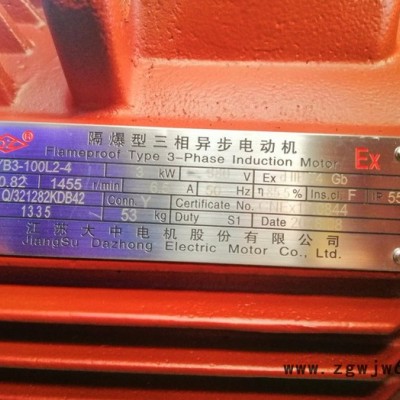 隔爆型三相异步电动机
Flameproof Type 3-Phase Induction Motor Ex
YB3-100L2-4 3 kW V Ex Gb
0.82 1455 r/min A 50 Hz η Ins.cl. F IP 55
Q/321282KDB42 Conn. Y Certificate No.
1335 53 kg Duty S1 Date
江苏大中电机股份有限公司
JiangSu Dazhong Electric Motor Co., Ltd.
www.zgwjw